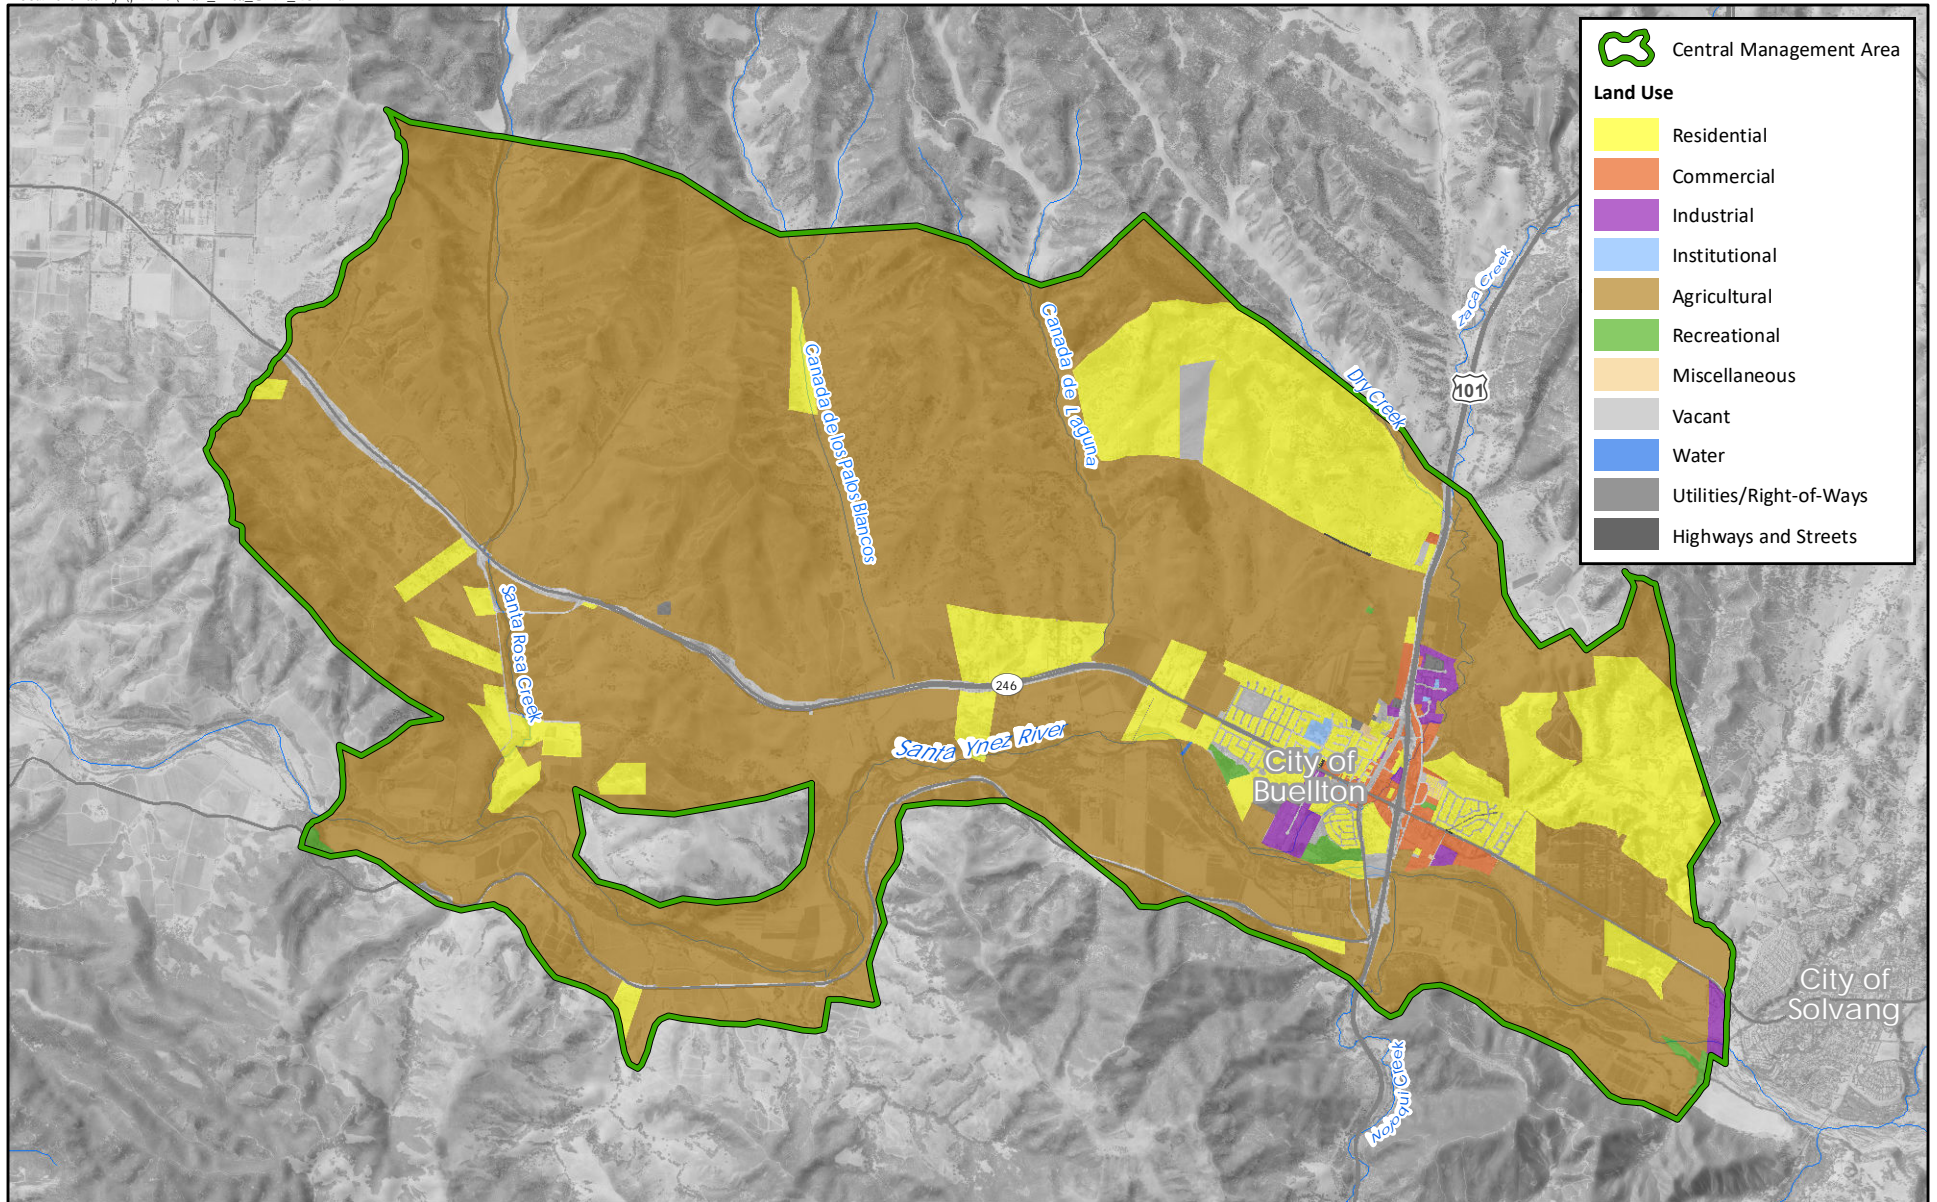 Central Management Area
Land Use
Residential
Commercial
Industrial
Institutional
Agricultural
Recreational
Miscellaneous
Vacant
Water
Utilities/Right-of-Ways
Highways and Streets
Zaca Creek
101
Dry Creek
Canada de Laguna
Canada de los Palos Blancos
Santa Rosa Creek
246
Santa Ynez River
City of
Buellton
City of
Solvang
Nojoqui Creek